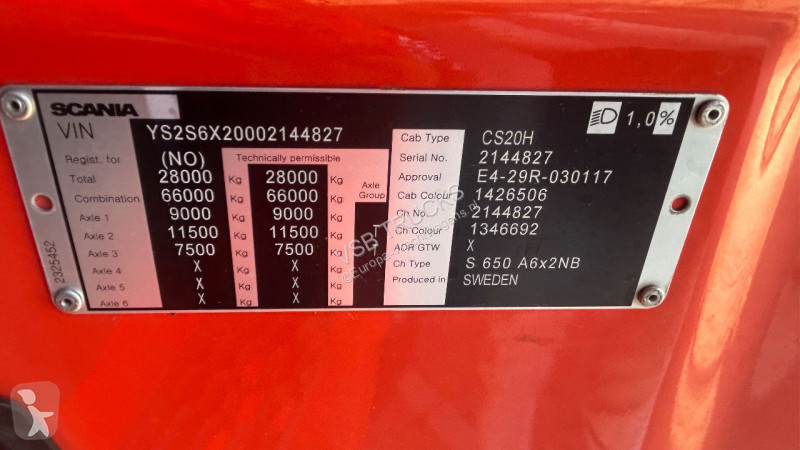 SCANIA
1,0%
VIN YS2S6X20002144827
Regist. for (NO) Technically permissible
Total 28000 Kg 28000 Kg Axle Group
Combination 66000 Kg 66000 Kg
Axle 1 9000 Kg 9000 Kg
Axle 2 11500 Kg 11500 Kg
Axle 3 7500 Kg 7500 Kg
Axle 4 X Kg X Kg
Axle 5 X Kg X Kg
Axle 6 X Kg X Kg
2325452
Cab Type CS20H
Serial No. 2144827
Approval E4-29R-030117
Cab Colour 1426506
Ch No. 2144827
Ch Colour 1346692
ADR GTW X
Ch Type S 650 A6x2NB
Produced in SWEDEN
VSB TRUCKS